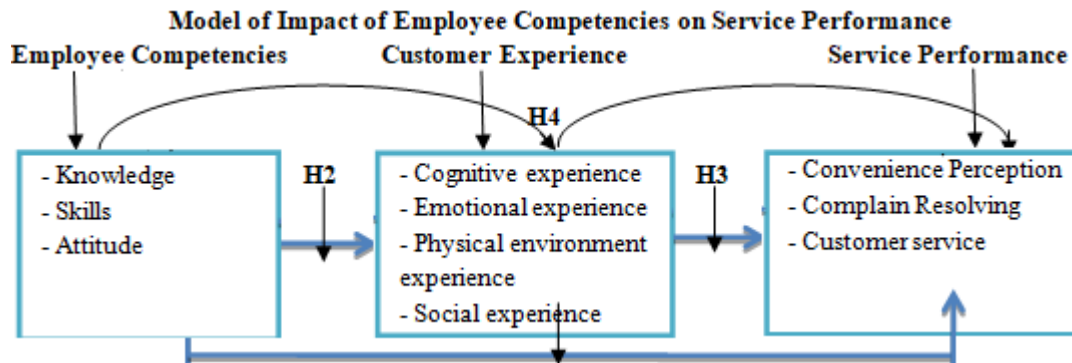 Model of Impact of Employee Competencies on Service Performance
Employee Competencies
Customer Experience
Service Performance
H4
- Knowledge
- Skills
- Attitude
H2
- Cognitive experience
- Emotional experience
- Physical environment
experience
- Social experience
H3
- Convenience Perception
- Complain Resolving
- Customer service